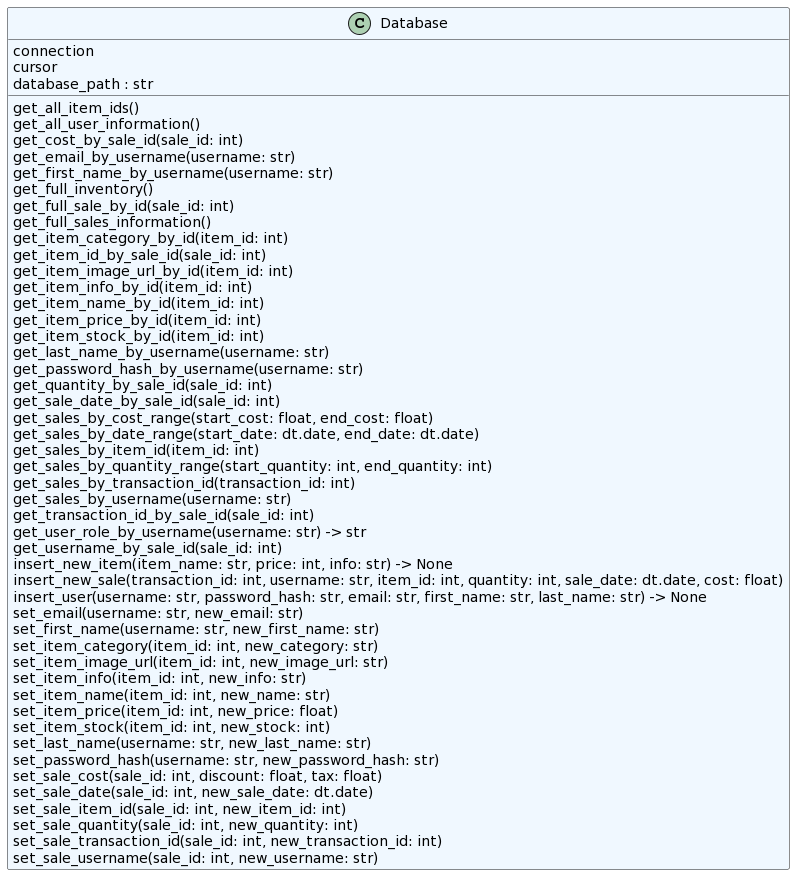 C Database
connection
cursor
database_path : str
get_all_item_ids()
get_all_user_information()
get_cost_by_sale_id(sale_id: int)
get_email_by_username(username: str)
get_first_name_by_username(username: str)
get_full_inventory()
get_full_sale_by_id(sale_id: int)
get_full_sales_information()
get_item_category_by_id(item_id: int)
get_item_id_by_sale_id(sale_id: int)
get_item_image_url_by_id(item_id: int)
get_item_info_by_id(item_id: int)
get_item_name_by_id(item_id: int)
get_item_price_by_id(item_id: int)
get_item_stock_by_id(item_id: int)
get_last_name_by_username(username: str)
get_password_hash_by_username(username: str)
get_quantity_by_sale_id(sale_id: int)
get_sale_date_by_sale_id(sale_id: int)
get_sales_by_cost_range(start_cost: float, end_cost: float)
get_sales_by_date_range(start_date: dt.date, end_date: dt.date)
get_sales_by_item_id(item_id: int)
get_sales_by_quantity_range(start_quantity: int, end_quantity: int)
get_sales_by_transaction_id(transaction_id: int)
get_sales_by_username(username: str)
get_transaction_id_by_sale_id(sale_id: int)
get_user_role_by_username(username: str) -> str
get_username_by_sale_id(sale_id: int)
insert_new_item(item_name: str, price: int, info: str) -> None
insert_new_sale(transaction_id: int, username: str, item_id: int, quantity: int, sale_date: dt.date, cost: float)
insert_user(username: str, password_hash: str, email: str, first_name: str, last_name: str) -> None
set_email(username: str, new_email: str)
set_first_name(username: str, new_first_name: str)
set_item_category(item_id: int, new_category: str)
set_item_image_url(item_id: int, new_image_url: str)
set_item_info(item_id: int, new_info: str)
set_item_name(item_id: int, new_name: str)
set_item_price(item_id: int, new_price: float)
set_item_stock(item_id: int, new_stock: int)
set_last_name(username: str, new_last_name: str)
set_password_hash(username: str, new_password_hash: str)
set_sale_cost(sale_id: int, discount: float, tax: float)
set_sale_date(sale_id: int, new_sale_date: dt.date)
set_sale_item_id(sale_id: int, new_item_id: int)
set_sale_quantity(sale_id: int, new_quantity: int)
set_sale_transaction_id(sale_id: int, new_transaction_id: int)
set_sale_username(sale_id: int, new_username: str)